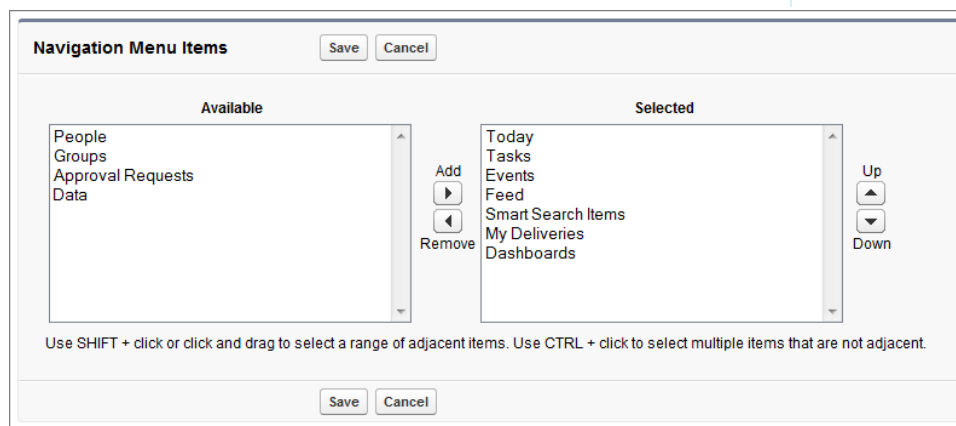 Navigation Menu Items
Save
Cancel
Available
Selected
People
Groups
Approval Requests
Data
Add
Remove
Today
Tasks
Events
Feed
Smart Search Items
My Deliveries
Dashboards
Up
Down
Use SHIFT + click or click and drag to select a range of adjacent items. Use CTRL + click to select multiple items that are not adjacent.
Save
Cancel